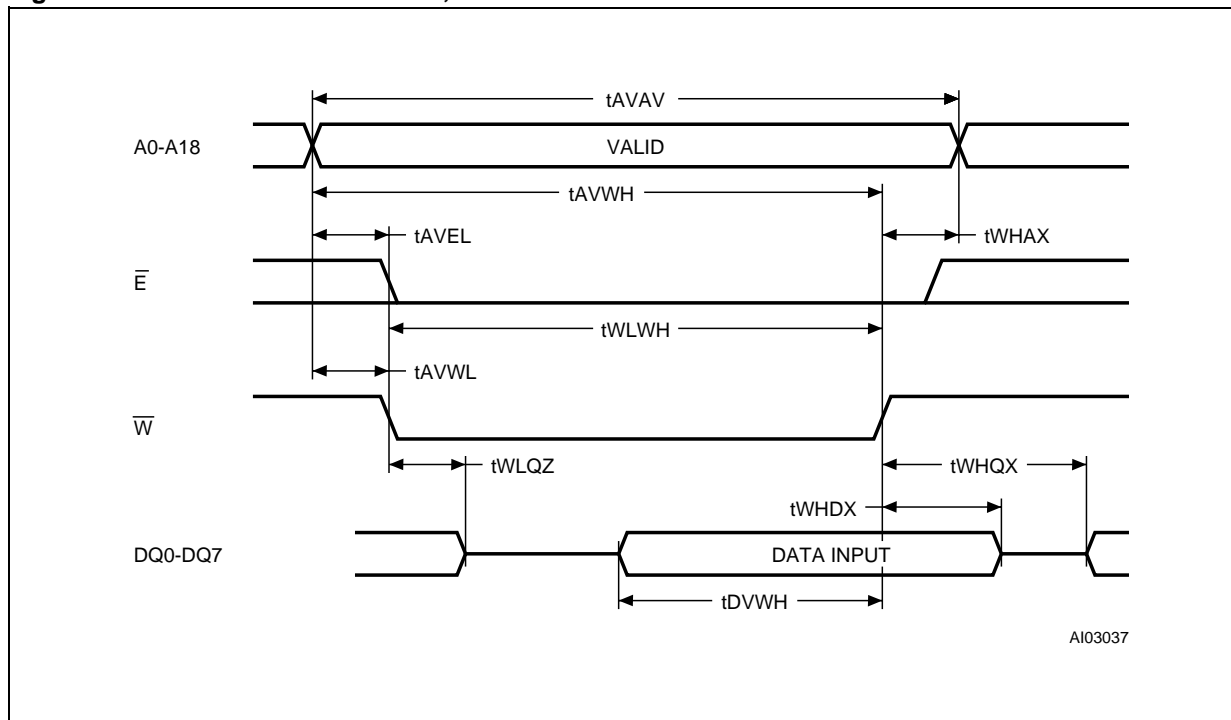 tAVAV
A0-A18
VALID
tAVWH
tAVEL
tWHAX
E̅
tWLWH
tAVWL
W̅
tWLQZ
tWHQX
tWHDX
DQ0-DQ7
DATA INPUT
tDVWH
AI03037